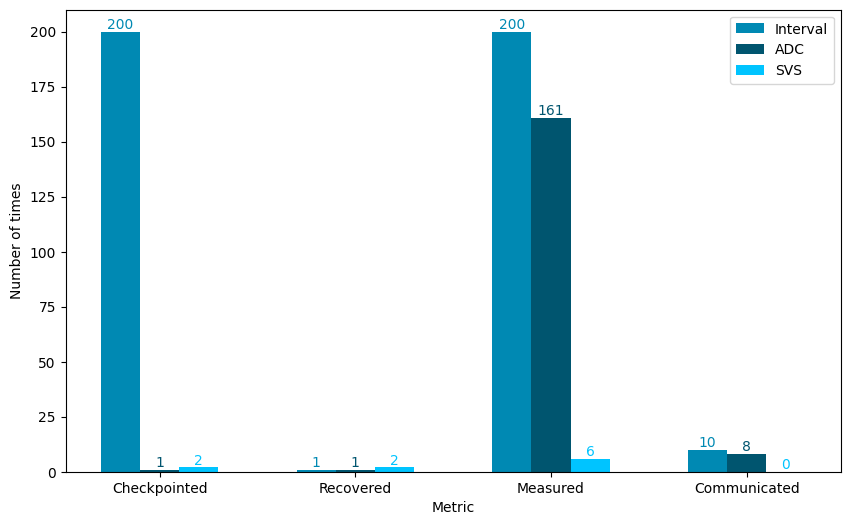 Number of times
200
175
150
125
100
75
50
25
0
200
1
2
1
1
2
200
161
6
10
8
0
Interval
ADC
SVS
Checkpointed
Recovered
Measured
Communicated
Metric